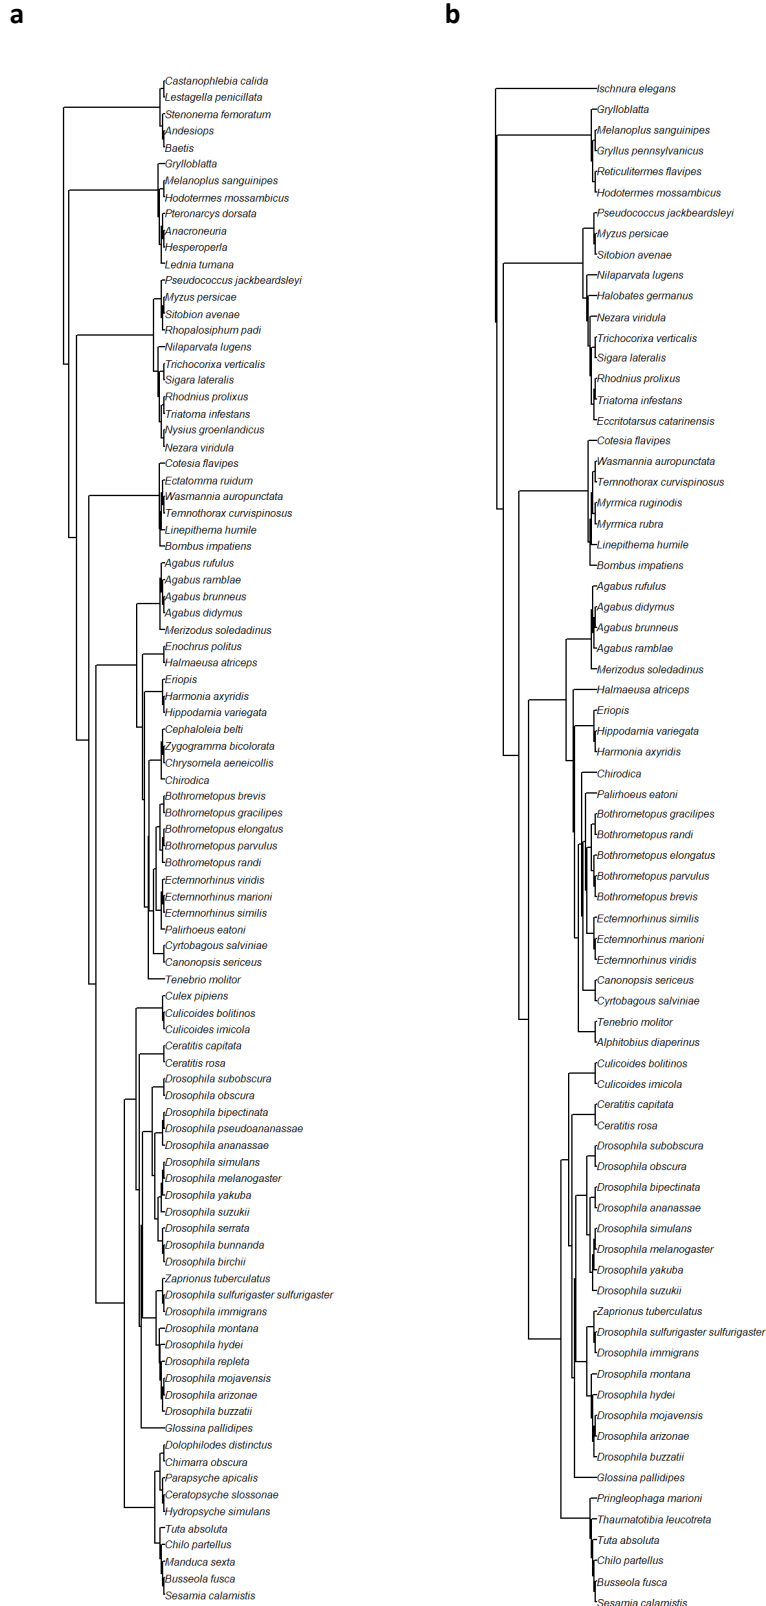 a
Castanophlebia calida
Lestagella penicillata
Stenonema femoratum
Andesiops
Baetis
Grylloblatta
Melanoplus sanguinipes
Hodotermes mossambicus
Pteronarcys dorsata
Anacroneuria
Hesperoperla
Lednia tumana
Pseudococcus jackbeardsleyi
Myzus persicae
Sitobion avenae
Rhopalosiphum padi
Nilaparvata lugens
Trichocorixa verticalis
Sigara lateralis
Rhodnius prolixus
Triatoma infestans
Nysius groenlandicus
Nezara viridula
Cotesia flavipes
Ectatomma ruidum
Wasmannia auropunctata
Temnothorax curvispinosus
Linepithema humile
Bombus impatiens
Agabus rufulus
Agabus ramblae
Agabus brunneus
Agabus didymus
Merizodus soledadinus
Enochrus politus
Halmaeusa atriceps
Eriopis
Harmonia axyridis
Hippodamia variegata
Cephaloleia belti
Zygogramma bicolorata
Chrysomela aeneicollis
Chirodica
Bothrometopus brevis
Bothrometopus gracilipes
Bothrometopus elongatus
Bothrometopus parvulus
Bothrometopus randi
Ectemnorhinus viridis
Ectemnorhinus marioni
Ectemnorhinus similis
Palirhoeus eatoni
Cyrtobagous salviniae
Canonopsis sericeus
Tenebrio molitor
Culex pipiens
Culicoides bolitinos
Culicoides imicola
Ceratitis capitata
Ceratitis rosa
Drosophila subobscura
Drosophila obscura
Drosophila bipectinata
Drosophila pseudoananassae
Drosophila ananassae
Drosophila simulans
Drosophila melanogaster
Drosophila yakuba
Drosophila suzukii
Drosophila serrata
Drosophila bunnanda
Drosophila birchii
Zaprionus tuberculatus
Drosophila sulfurigaster sulfurigaster
Drosophila immigrans
Drosophila montana
Drosophila hydei
Drosophila repleta
Drosophila mojavensis
Drosophila arizonae
Drosophila buzzatii
Glossina pallidipes
Dolophilodes distinctus
Chimarra obscura
Parapsyche apicalis
Ceratopsyche slossonae
Hydropsyche simulans
Tuta absoluta
Chilo partellus
Manduca sexta
Busseola fusca
Sesamia calamistis
b
Ischnura elegans
Grylloblatta
Melanoplus sanguinipes
Gryllus pennsylvanicus
Reticulitermes flavipes
Hodotermes mossambicus
Pseudococcus jackbeardsleyi
Myzus persicae
Sitobion avenae
Nilaparvata lugens
Halobates germanus
Nezara viridula
Trichocorixa verticalis
Sigara lateralis
Rhodnius prolixus
Triatoma infestans
Eccritotarsus catarinensis
Cotesia flavipes
Wasmannia auropunctata
Temnothorax curvispinosus
Myrmica ruginodis
Myrmica rubra
Linepithema humile
Bombus impatiens
Agabus rufulus
Agabus didymus
Agabus brunneus
Agabus ramblae
Merizodus soledadinus
Halmaeusa atriceps
Eriopis
Hippodamia variegata
Harmonia axyridis
Chirodica
Palirhoeus eatoni
Bothrometopus gracilipes
Bothrometopus randi
Bothrometopus elongatus
Bothrometopus parvulus
Bothrometopus brevis
Ectemnorhinus similis
Ectemnorhinus marioni
Ectemnorhinus viridis
Canonopsis sericeus
Cyrtobagous salviniae
Tenebrio molitor
Alphitobius diaperinus
Culicoides bolitinos
Culicoides imicola
Ceratitis capitata
Ceratitis rosa
Drosophila subobscura
Drosophila obscura
Drosophila bipectinata
Drosophila ananassae
Drosophila simulans
Drosophila melanogaster
Drosophila yakuba
Drosophila suzukii
Zaprionus tuberculatus
Drosophila sulfurigaster sulfurigaster
Drosophila immigrans
Drosophila montana
Drosophila hydei
Drosophila mojavensis
Drosophila arizonae
Drosophila buzzatii
Glossina pallidipes
Pringleophaga marioni
Thaumatotibia leucotreta
Tuta absoluta
Chilo partellus
Busseola fusca
Sesamia calamistis